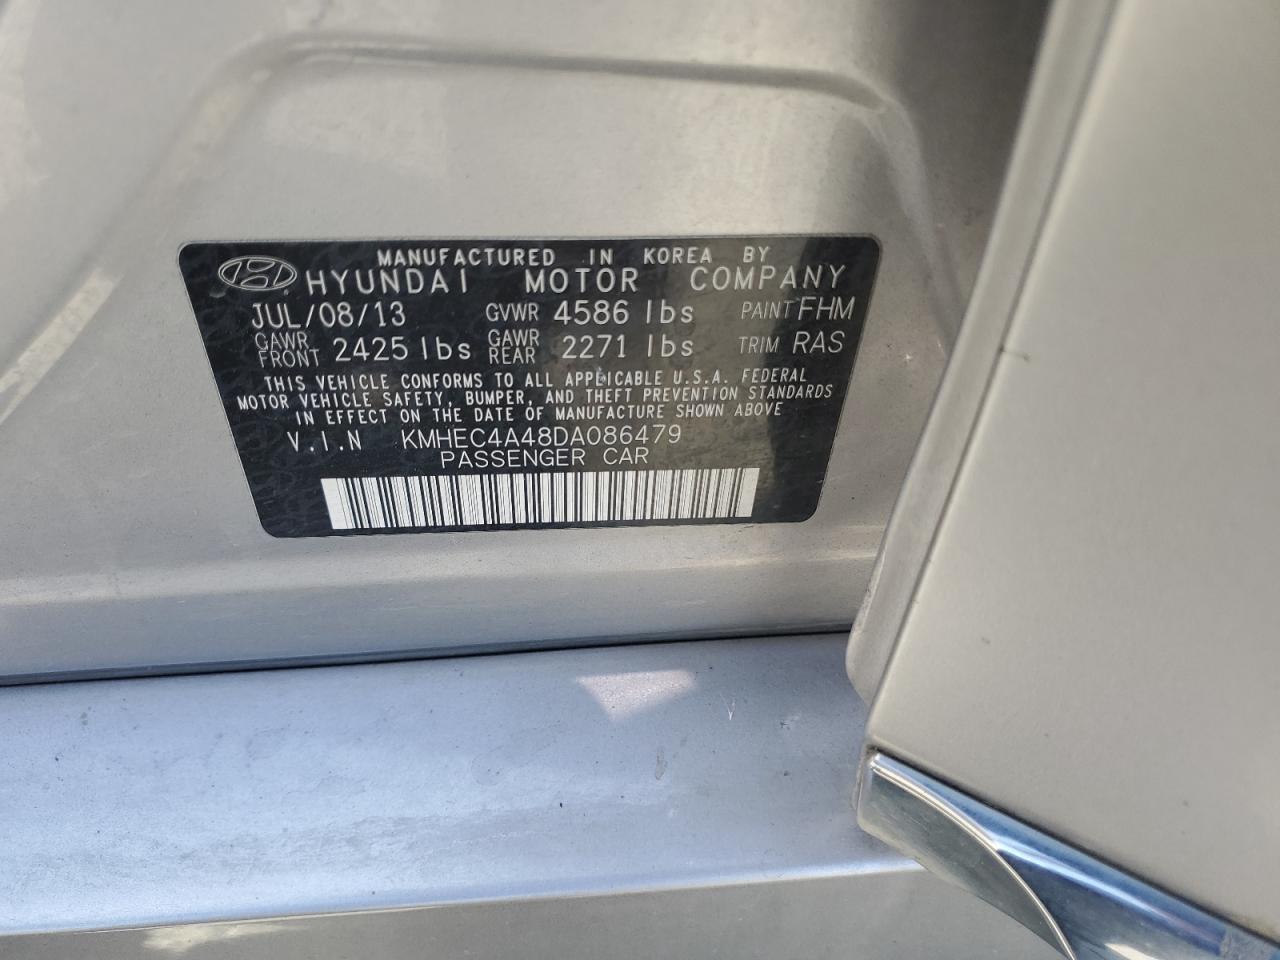 MANUFACTURED IN KOREA BY
HYUNDAI MOTOR COMPANY
JUL/08/13 GVWR 4586 lbs PAINT FHM
GAWR FRONT 2425 lbs GAWR REAR 2271 lbs TRIM RAS
THIS VEHICLE CONFORMS TO ALL APPLICABLE U.S.A. FEDERAL
MOTOR VEHICLE SAFETY, BUMPER, AND THEFT PREVENTION STANDARDS
IN EFFECT ON THE DATE OF MANUFACTURE SHOWN ABOVE
V.I.N KMHEC4A48DA086479
PASSENGER CAR